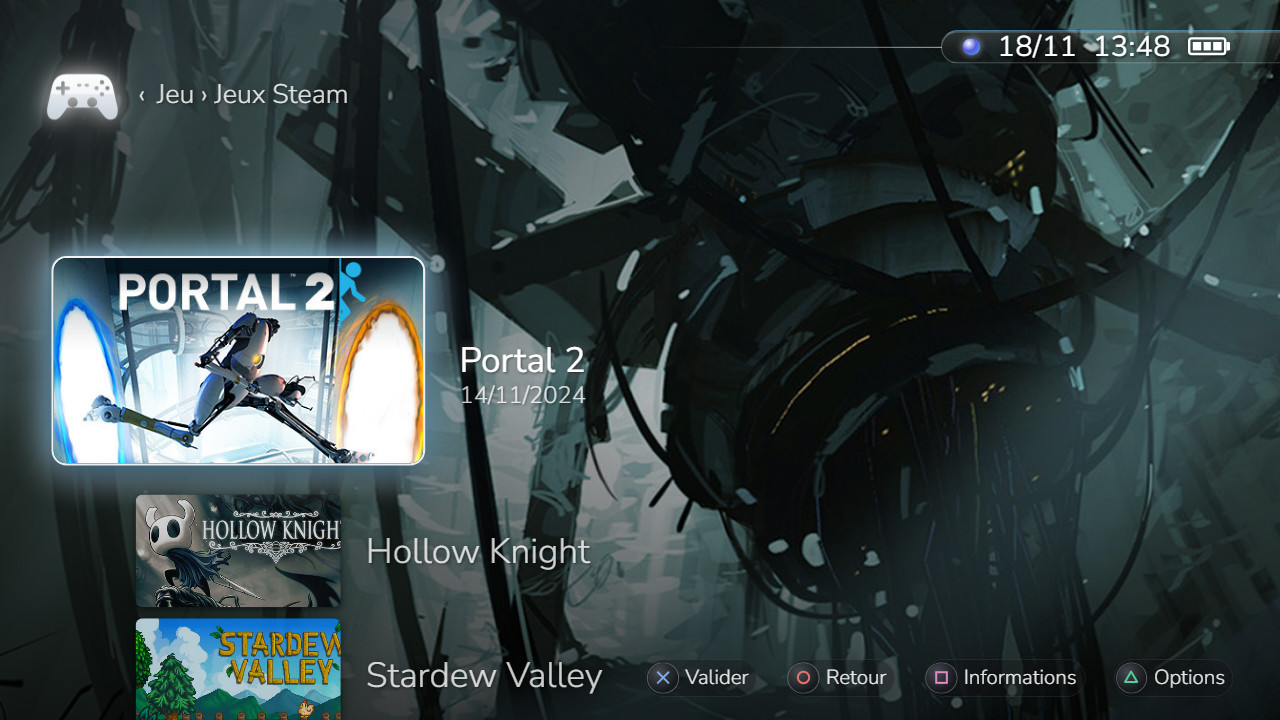 18/11 13:48
‹ Jeu › Jeux Steam
PORTAL 2
Portal 2
14/11/2024
HOLLOW KNIGH
Hollow Knight
STARDEW
VALLEY
Stardew Valley
Valider Retour Informations Options